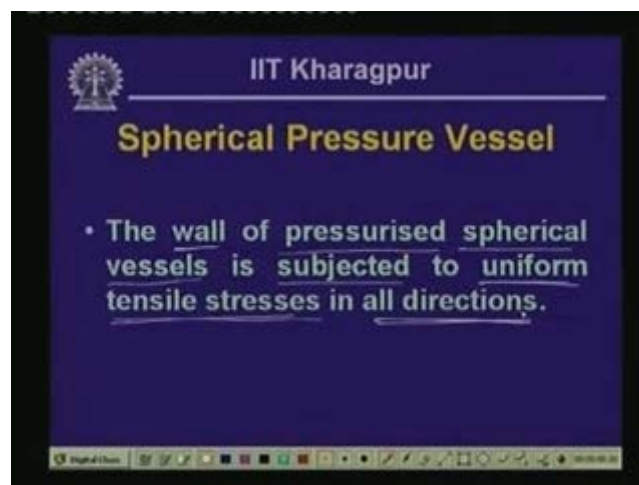 IIT Kharagpur
Spherical Pressure Vessel
• The wall of pressurised spherical
vessels is subjected to uniform
tensile stresses in all directions.